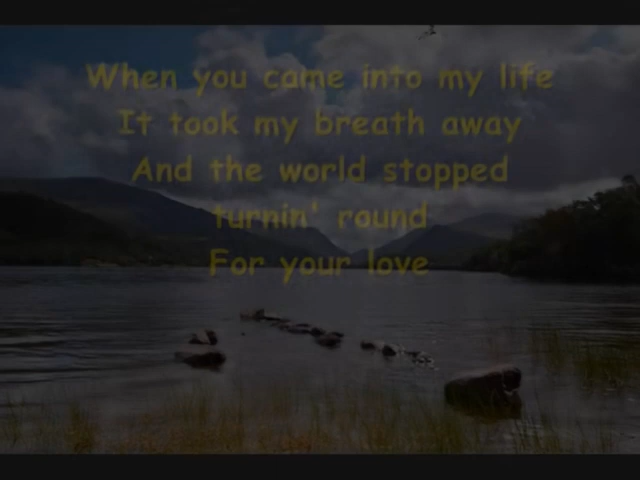 When you came into my life
It took my breath away
And the world stopped
turnin' round
For your love